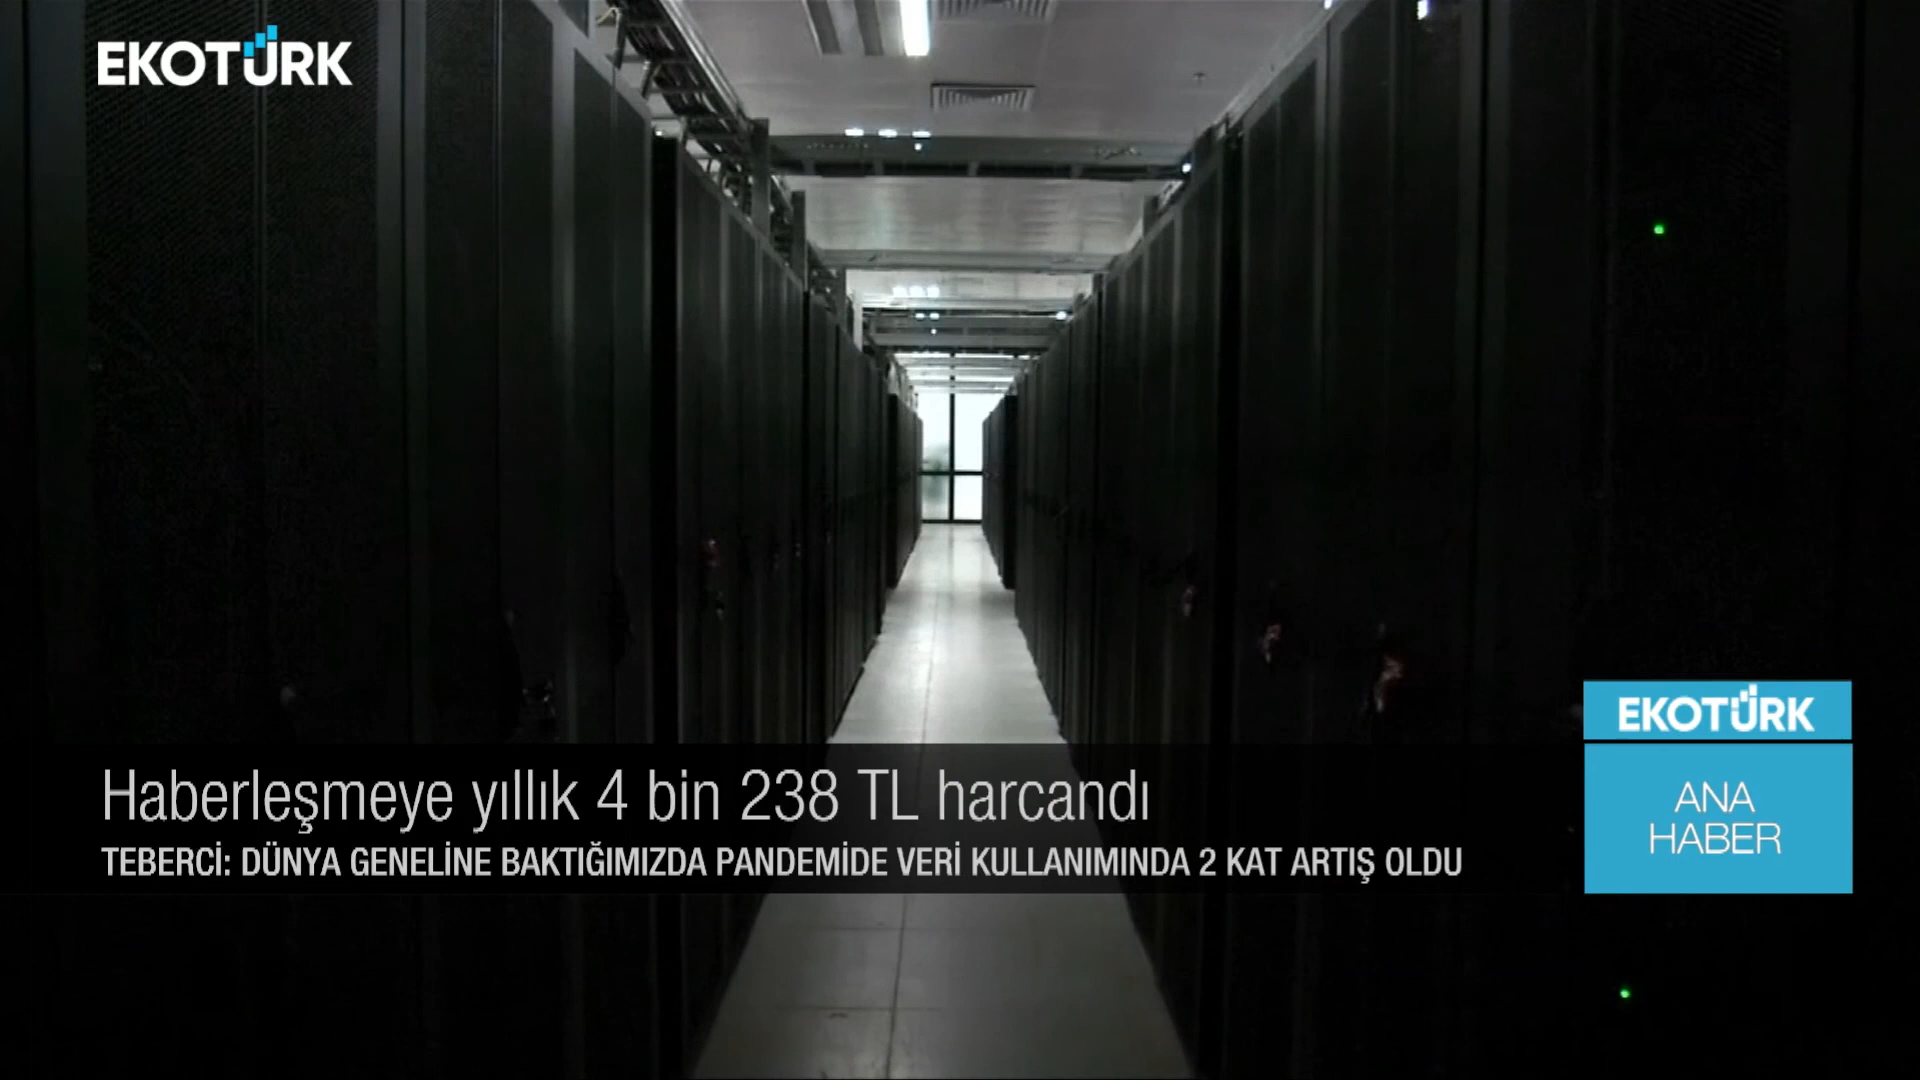 EKOTÜRK
EKOTÜRK
ANA
HABER
Haberleşmeye yıllık 4 bin 238 TL harcandı
TEBERCİ: DÜNYA GENELİNE BAKTIĞIMIZDA PANDEMİDE VERİ KULLANIMINDA 2 KAT ARTIŞ OLDU